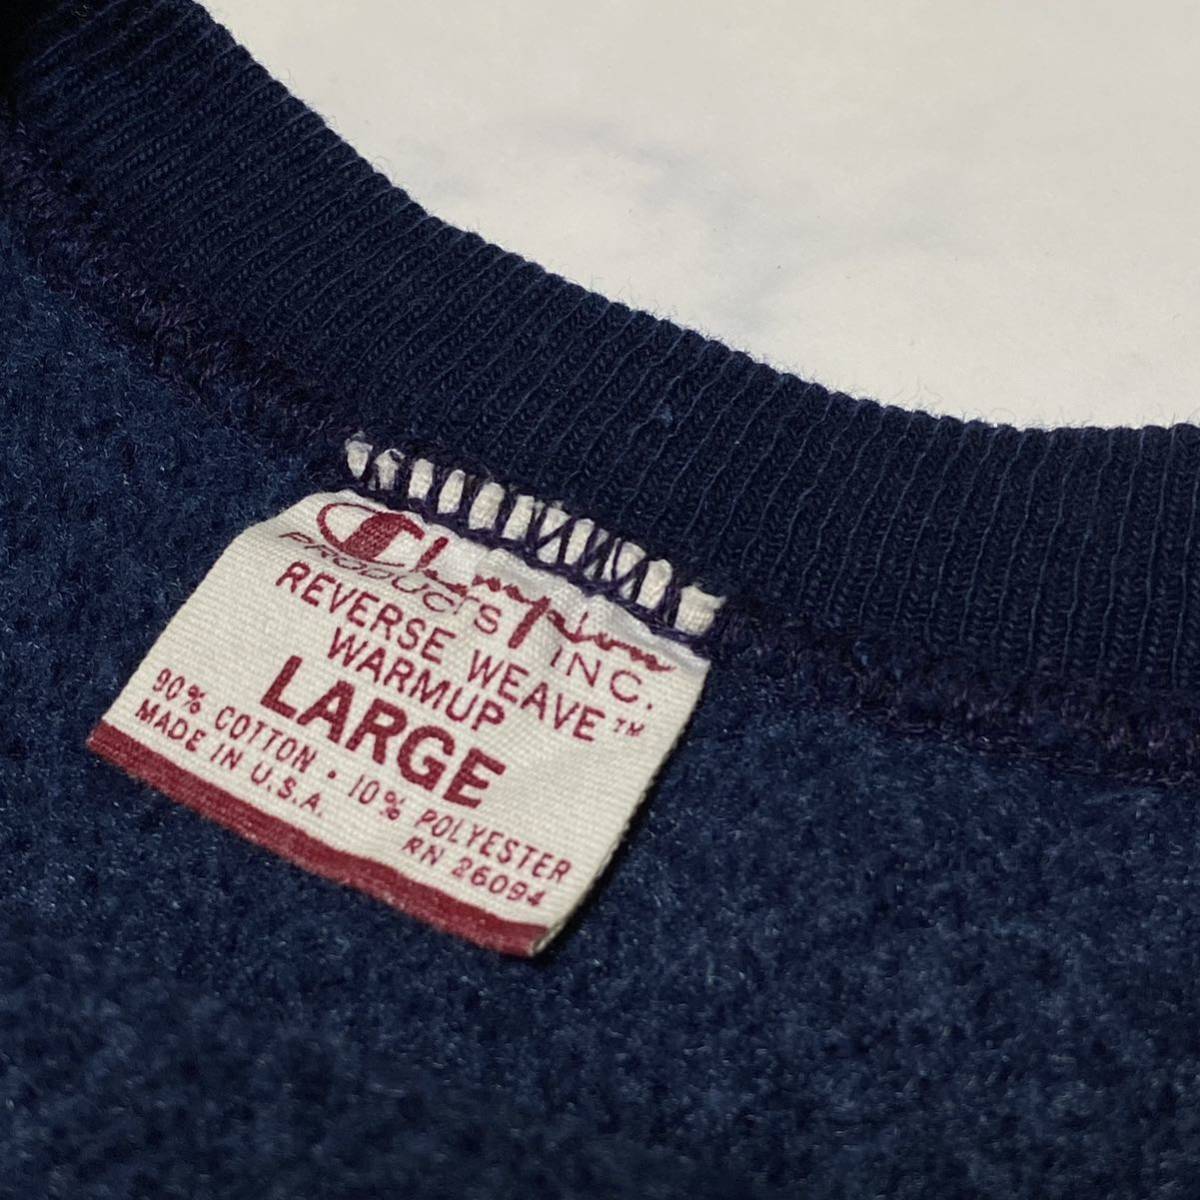 Champion
PRODUCTS INC.
REVERSE WEAVE™
WARMUP
LARGE
90% COTTON · 10% POLYESTER
MADE IN U.S.A. RN 26094